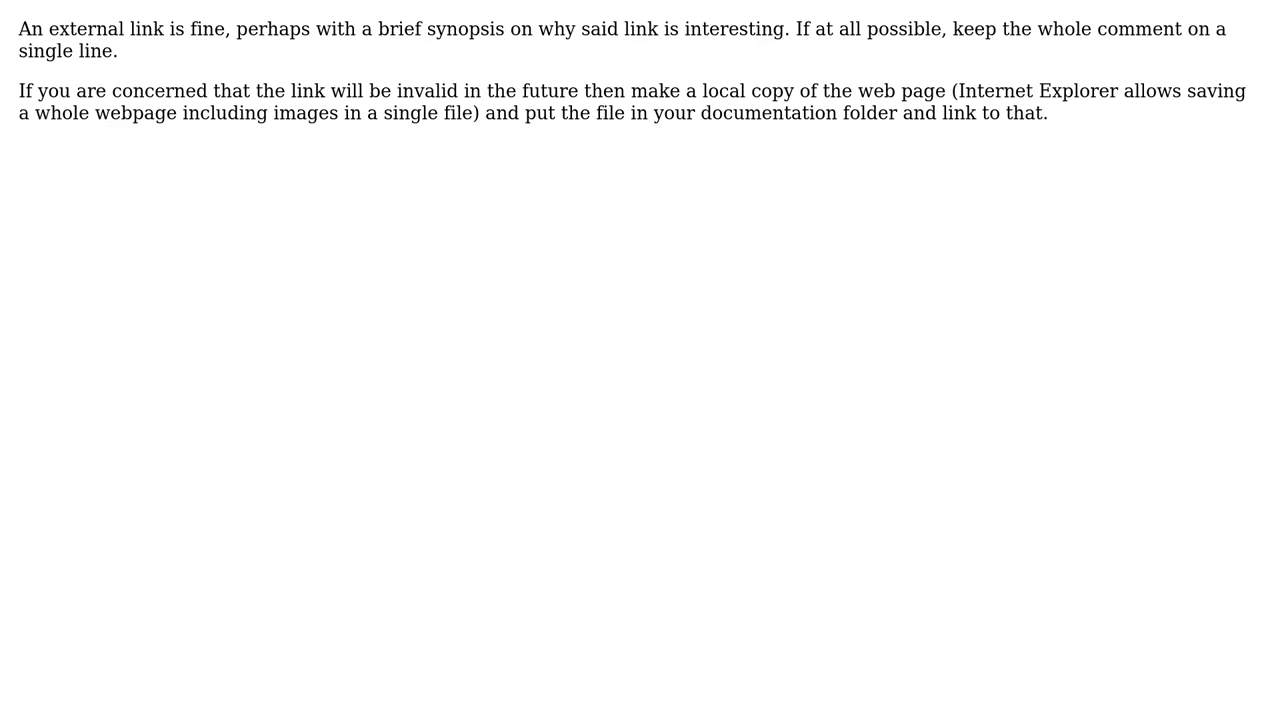 An external link is fine, perhaps with a brief synopsis on why said link is interesting. If at all possible, keep the whole comment on a
single line.
If you are concerned that the link will be invalid in the future then make a local copy of the web page (Internet Explorer allows saving
a whole webpage including images in a single file) and put the file in your documentation folder and link to that.